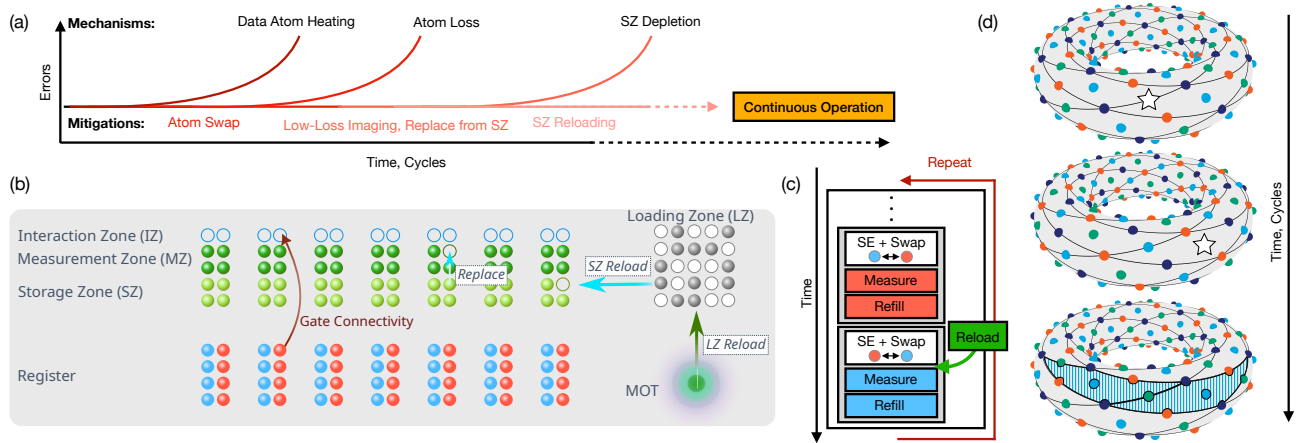 (a)
Mechanisms:
Data Atom Heating
Atom Loss
SZ Depletion
Errors
Continuous Operation
Mitigations:
Atom Swap
Low-Loss Imaging, Replace from SZ
SZ Reloading
Time, Cycles
(b)
Interaction Zone (IZ)
Measurement Zone (MZ)
Storage Zone (SZ)
Loading Zone (LZ)
Replace
SZ Reload
Gate Connectivity
LZ Reload
Register
MOT
(c)
Repeat
Time
SE + Swap
Measure
Refill
SE + Swap
Reload
Measure
Refill
(d)
Time, Cycles